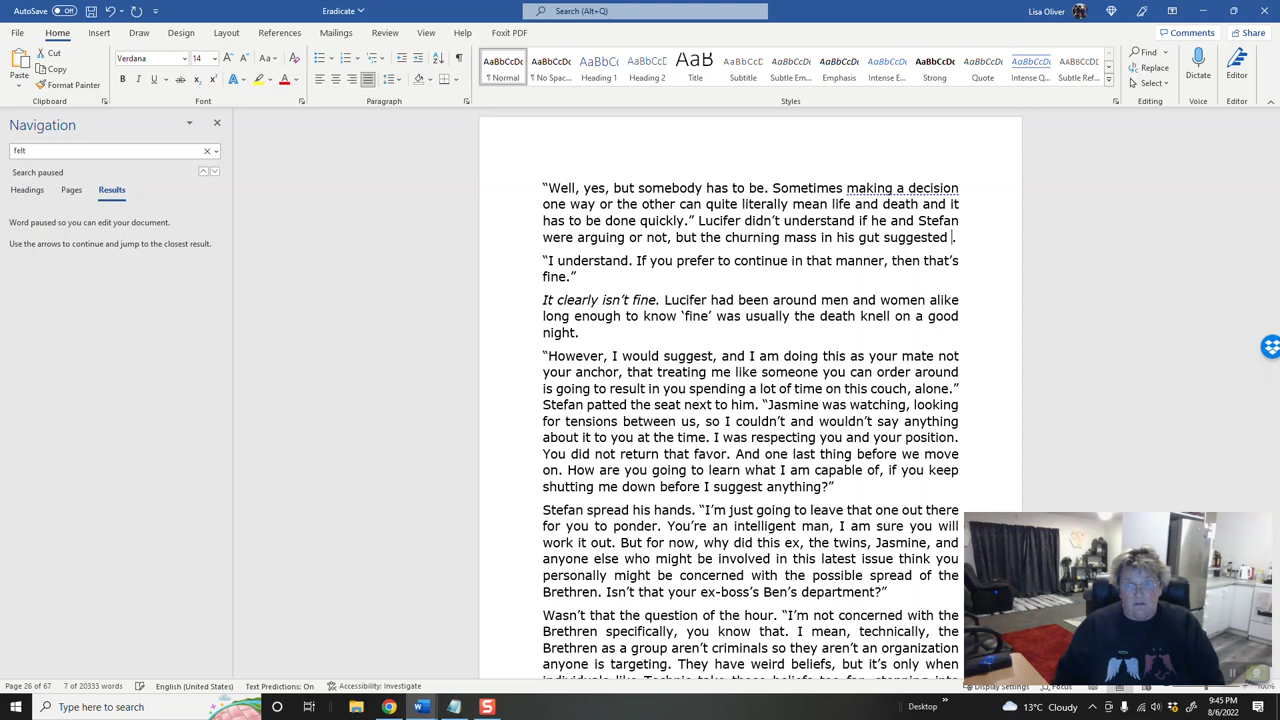 AutoSave Off
Eradicate
Search (Alt+Q)
Lisa Oliver
File Home Insert Draw Design Layout References Mailings Review View Help Foxit PDF
Comments Share
Paste
Cut
Copy
Format Painter
Verdana 14
AaBbCcDc AaBbCcDc AaBbCc AaBbCcC AaB AaBbCcD AaBbCcDc AaBbCcDc AaBbCcDc AaBbCcDc AaBbCcDc AaBbCcDc
¶ Normal ¶ No Spac... Heading 1 Heading 2 Title Subtitle Subtle Em... Emphasis Intense E... Strong Quote Intense Q... Subtle Ref...
Find
Replace
Select
Dictate
Editor
Clipboard Font Paragraph Styles Editing Voice Editor
Navigation
felt
Search paused
Headings Pages Results
Word paused so you can edit your document.
Use the arrows to continue and jump to the closest result.
“Well, yes, but somebody has to be. Sometimes making a decision
one way or the other can quite literally mean life and death and it
has to be done quickly.” Lucifer didn’t understand if he and Stefan
were arguing or not, but the churning mass in his gut suggested .
“I understand. If you prefer to continue in that manner, then that’s
fine.”
It clearly isn’t fine. Lucifer had been around men and women alike
long enough to know ‘fine’ was usually the death knell on a good
night.
“However, I would suggest, and I am doing this as your mate not
your anchor, that treating me like someone you can order around
is going to result in you spending a lot of time on this couch, alone.”
Stefan patted the seat next to him. “Jasmine was watching, looking
for tensions between us, so I couldn’t and wouldn’t say anything
about it to you at the time. I was respecting you and your position.
You did not return that favor. And one last thing before we move
on. How are you going to learn what I am capable of, if you keep
shutting me down before I suggest anything?”
Stefan spread his hands. “I’m just going to leave that one out there
for you to ponder. You’re an intelligent man, I am sure you will
work it out. But for now, why did this ex, the twins, Jasmine, and
anyone else who might be involved in this latest issue think you
personally might be concerned with the possible spread of the
Brethren. Isn’t that your ex-boss’s Ben’s department?”
Wasn’t that the question of the hour. “I’m not concerned with the
Brethren specifically, you know that. I mean, technically, the
Brethren as a group aren’t criminals so they aren’t an organization
anyone is targeting. They have weird beliefs, but it’s only when
Page 26 of 67 7 of 20333 words English (United States) Text Predictions: On Accessibility: Investigate
Display Settings Focus 100%
Type here to search
Desktop
13°C Cloudy
9:45 PM
8/6/2022